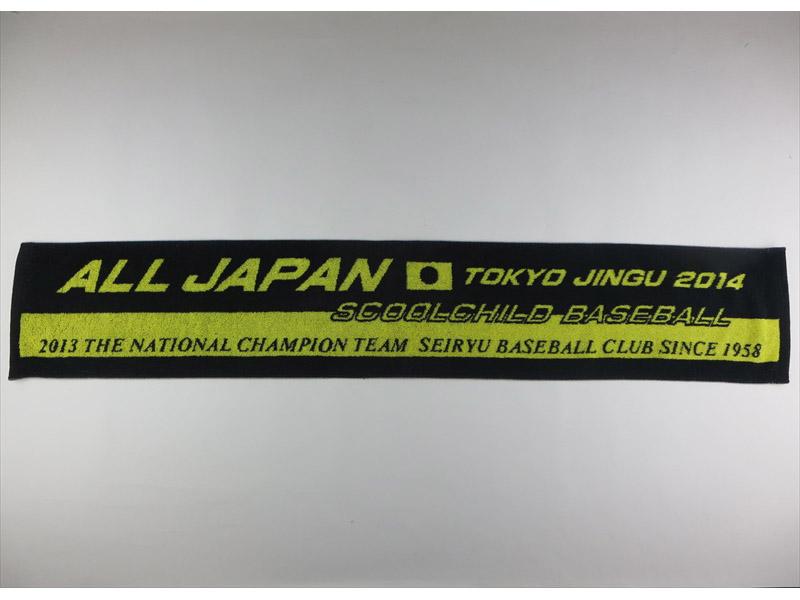 ALL JAPAN TOKYO JINGU 2014
SCOOLCHILD BASEBALL
2013 THE NATIONAL CHAMPION TEAM SEIRYU BASEBALL CLUB SINCE 1958